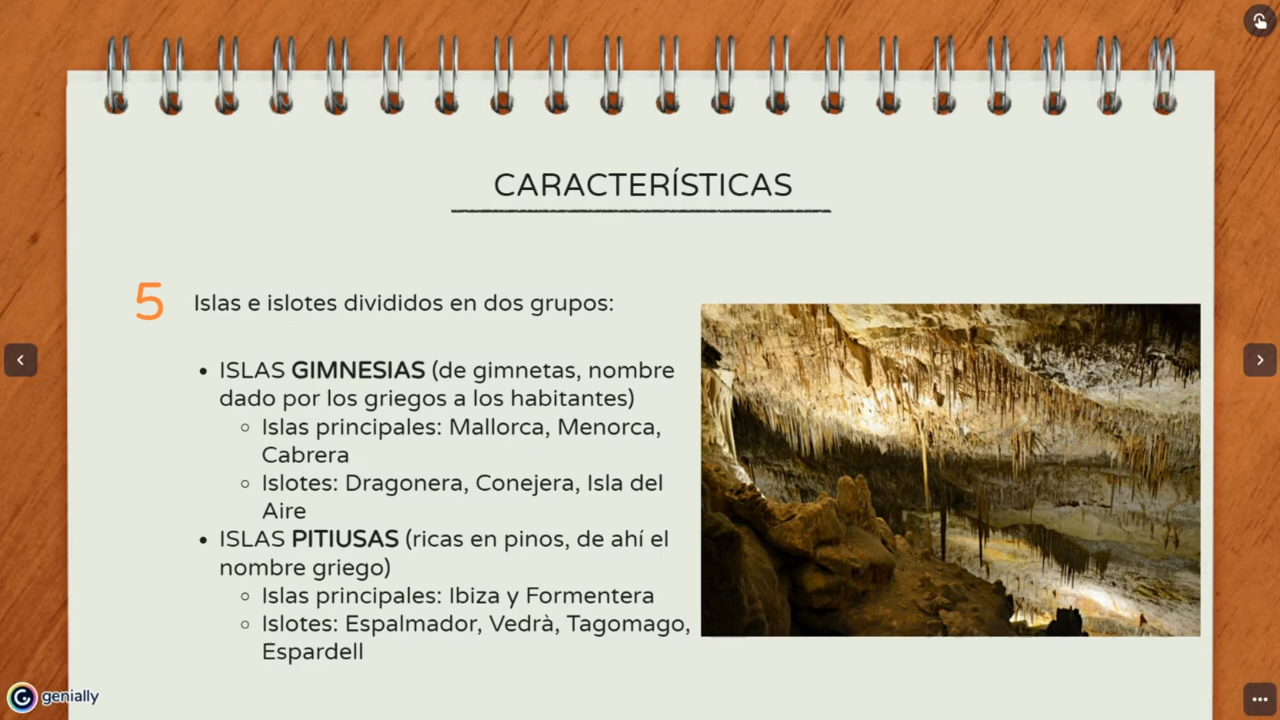 CARACTERÍSTICAS
5 Islas e islotes divididos en dos grupos:
• ISLAS GIMNESIAS (de gimnetas, nombre
dado por los griegos a los habitantes)
◦ Islas principales: Mallorca, Menorca,
Cabrera
◦ Islotes: Dragonera, Conejera, Isla del
Aire
• ISLAS PITIUSAS (ricas en pinos, de ahí el
nombre griego)
◦ Islas principales: Ibiza y Formentera
◦ Islotes: Espalmador, Vedrà, Tagomago,
Espardell
genially